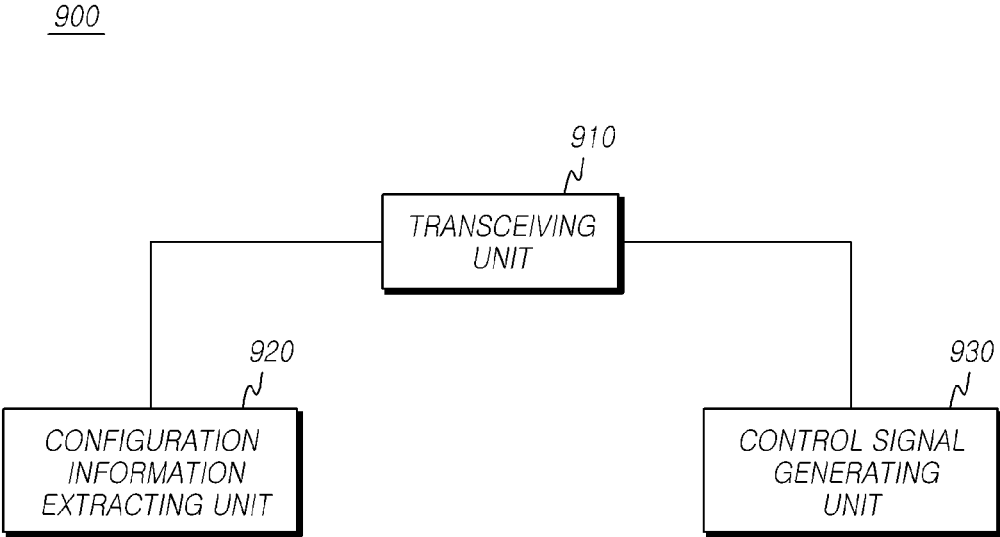 900
910
TRANSCEIVING
UNIT
920
CONFIGURATION
INFORMATION
EXTRACTING UNIT
930
CONTROL SIGNAL
GENERATING
UNIT